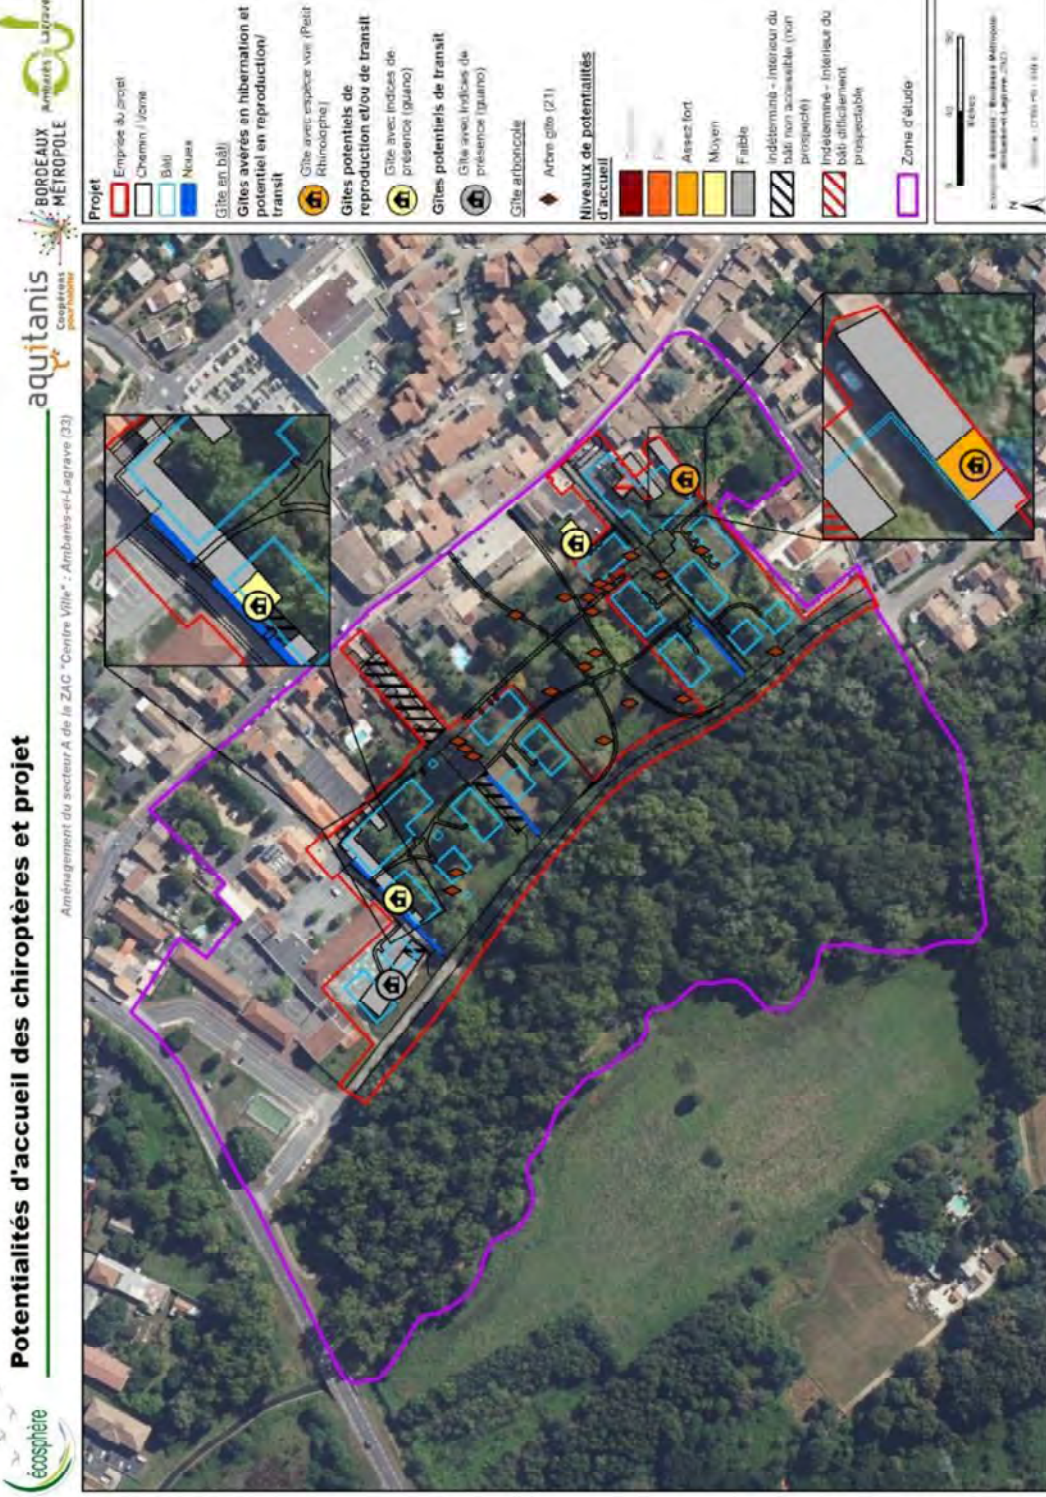 écosphère
Potentialités d'accueil des chiroptères et projet
Aménagement du secteur A de la ZAC "Centre Ville" : Ambarès-et-Lagrave (33)
aquitanis
Coopérons
pour habiter
BORDEAUX
MÉTROPOLE
Ambarès Lagrave
Projet
Emprise du projet
Chemin / Voirie
Bâti
Noues
Gîte en bâti
Gîtes avérés en hibernation et
potentiel en reproduction/
transit
Gîte avec espèce vue (Petit
Rhinolophe)
Gîtes potentiels de
reproduction et/ou de transit
Gîte avec indices de
présence (guano)
Gîtes potentiels de transit
Gîte avec indices de
présence (guano)
Gîte arboricole
Arbre gîte (21)
Niveaux de potentialités
d'accueil
Assez fort
Moyen
Faible
Indéterminé - Intérieur du
bâti non accessible (non
prospecté)
Indéterminé - Intérieur du
bâti difficilement
prospectable
Zone d'étude
Mètres
N